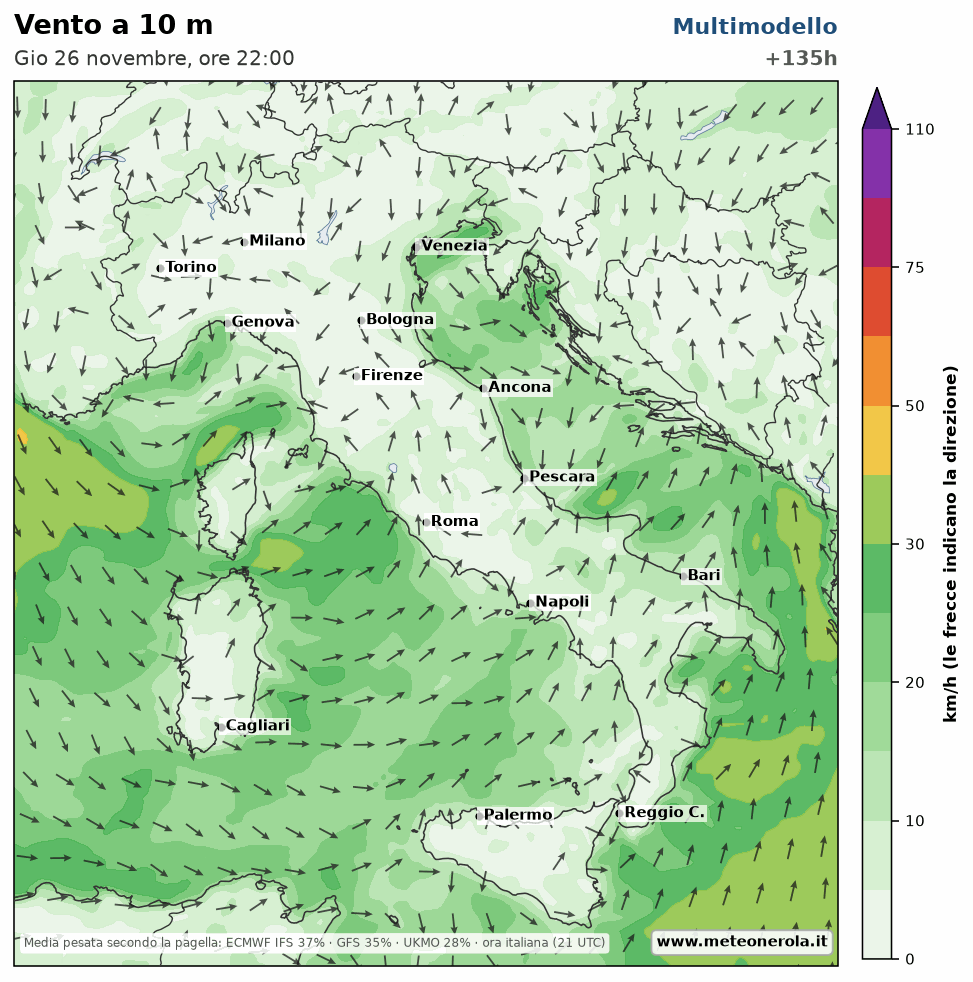 Vento a 10 m
Multimodello
Gio 26 novembre, ore 22:00
+135h
110
75
50
30
20
10
0
km/h (le frecce indicano la direzione)
Venezia
Milano
Torino
Genova
Bologna
Firenze
Ancona
Pescara
Roma
Bari
Napoli
Cagliari
Palermo
Reggio C.
Media pesata secondo la pagella: ECMWF IFS 37% · GFS 35% · UKMO 28% · ora italiana (21 UTC)
www.meteonerola.it